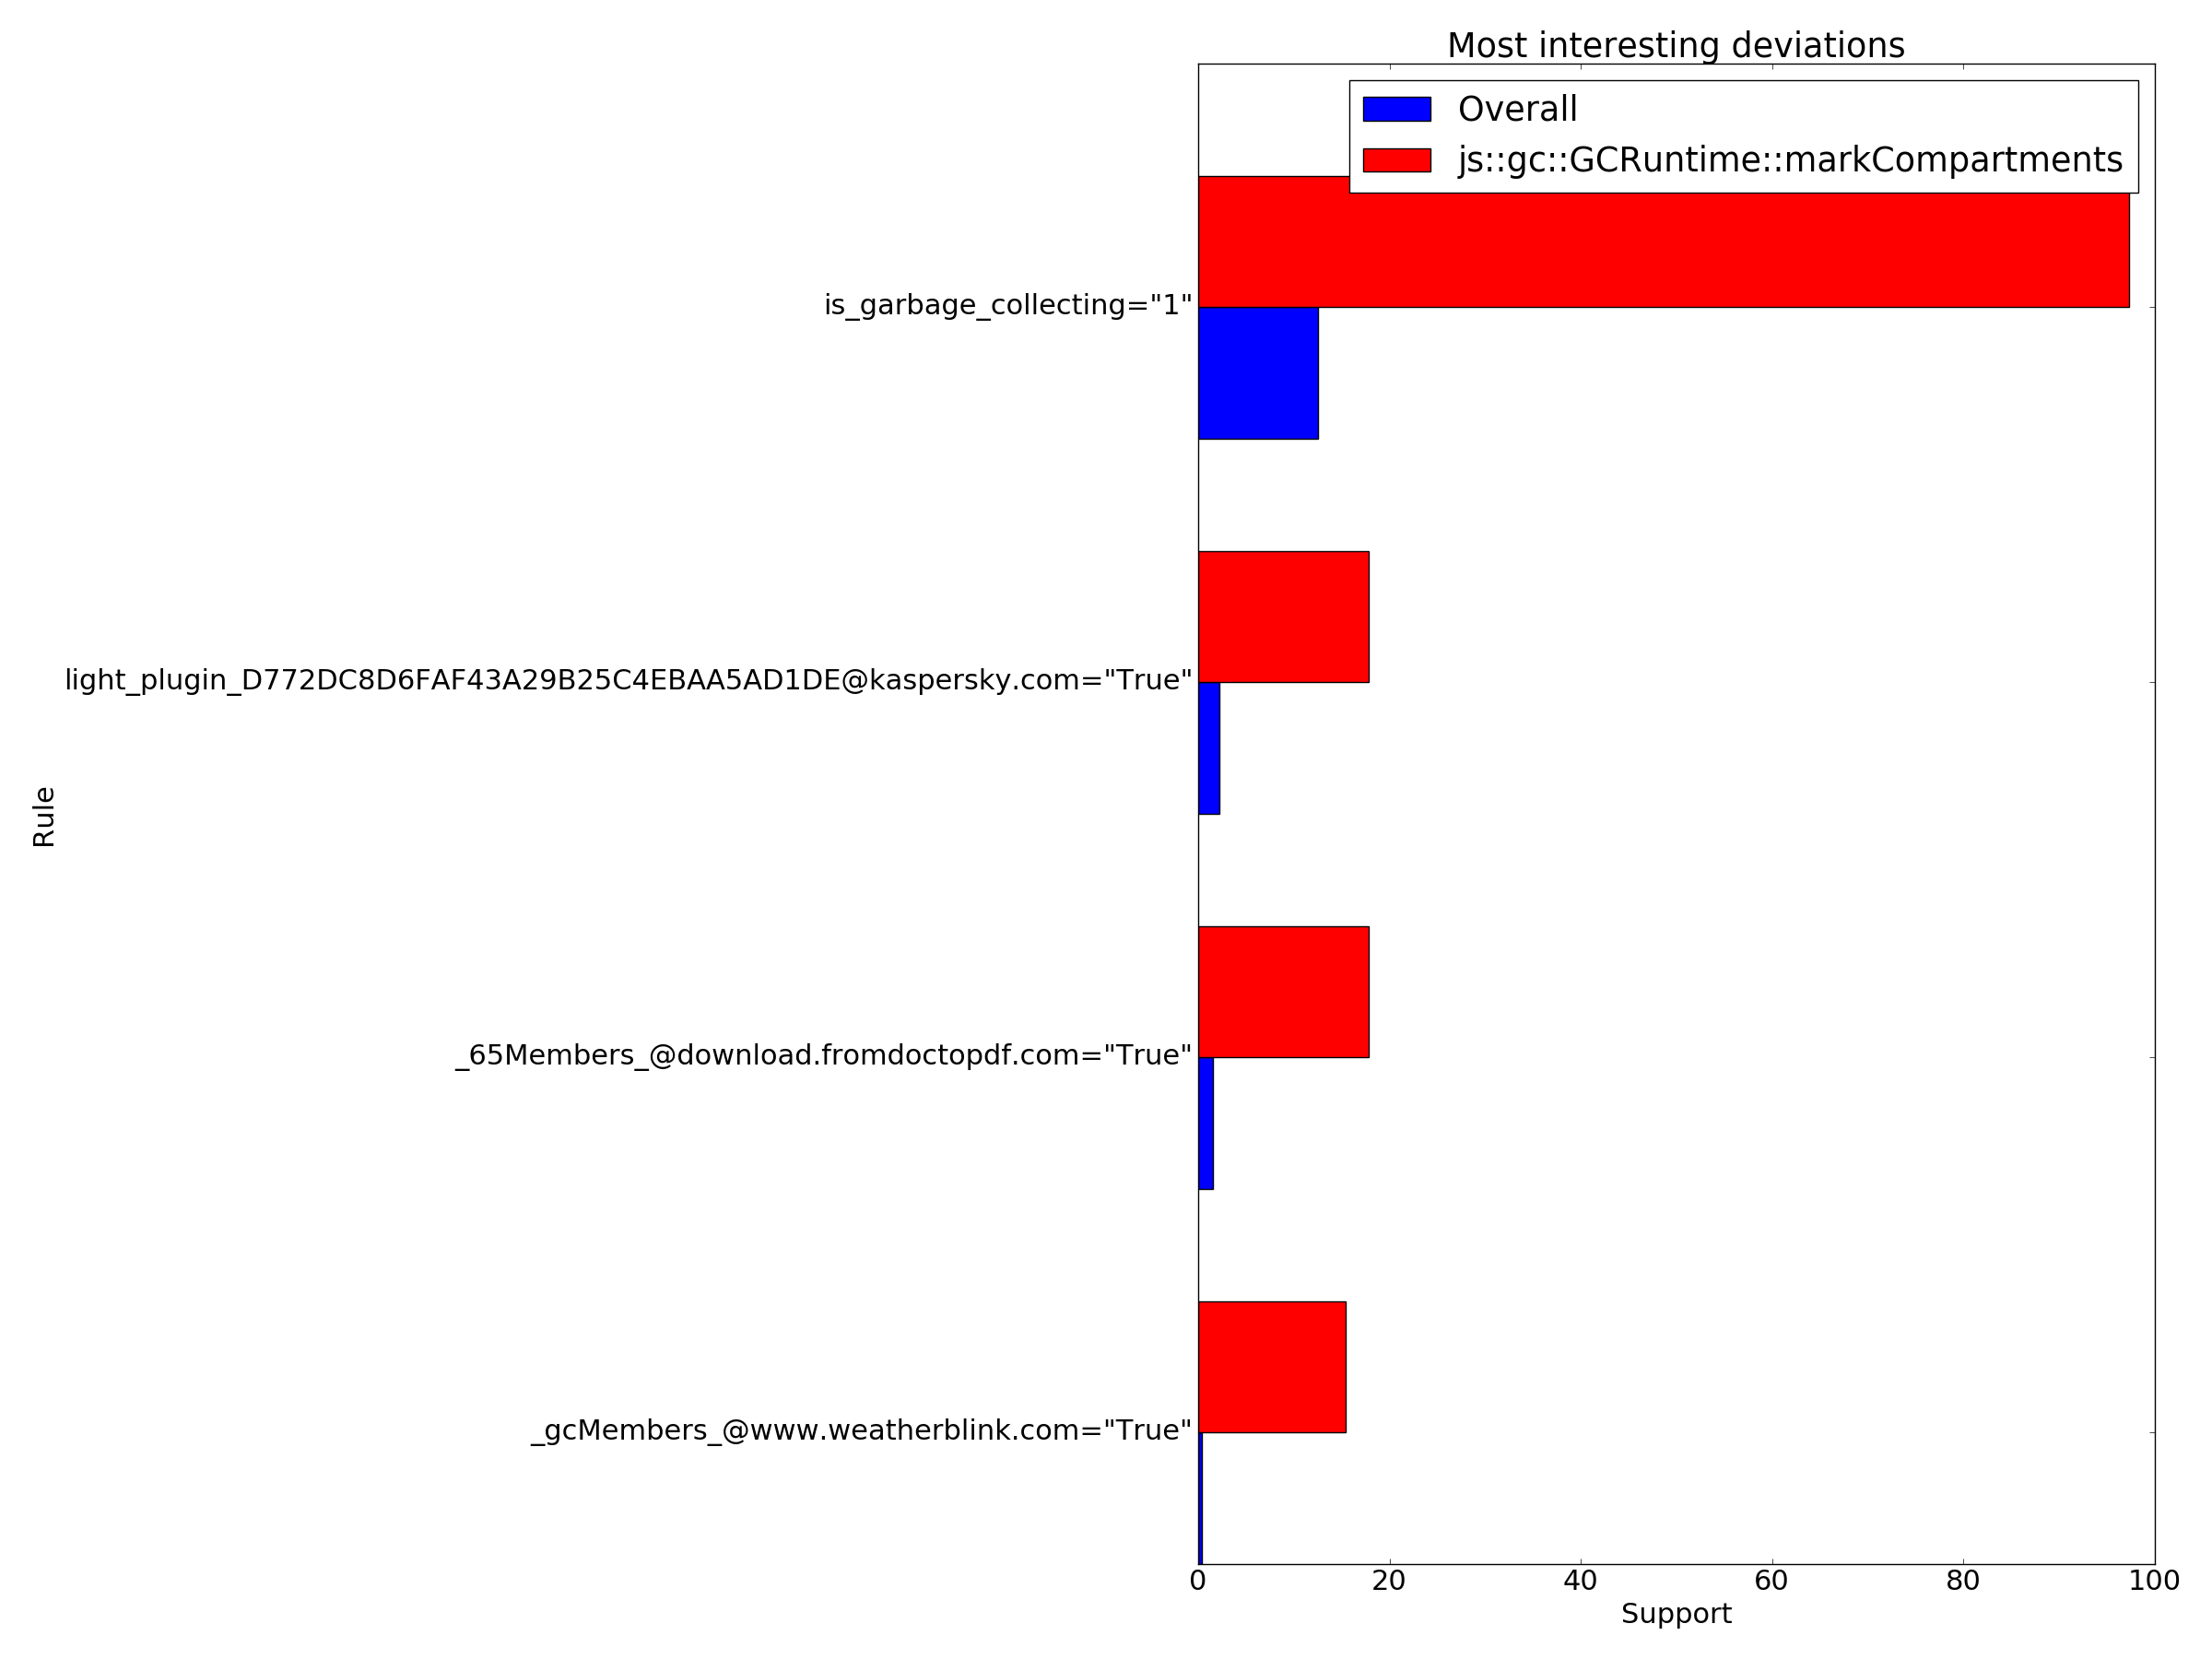 Most interesting deviations
Overall
js::gc::GCRuntime::markCompartments
is_garbage_collecting="1"
light_plugin_D772DC8D6FAF43A29B25C4EBAA5AD1DE@kaspersky.com="True"
Rule
_65Members_@download.fromdoctopdf.com="True"
_gcMembers_@www.weatherblink.com="True"
0 20 40 60 80 100
Support